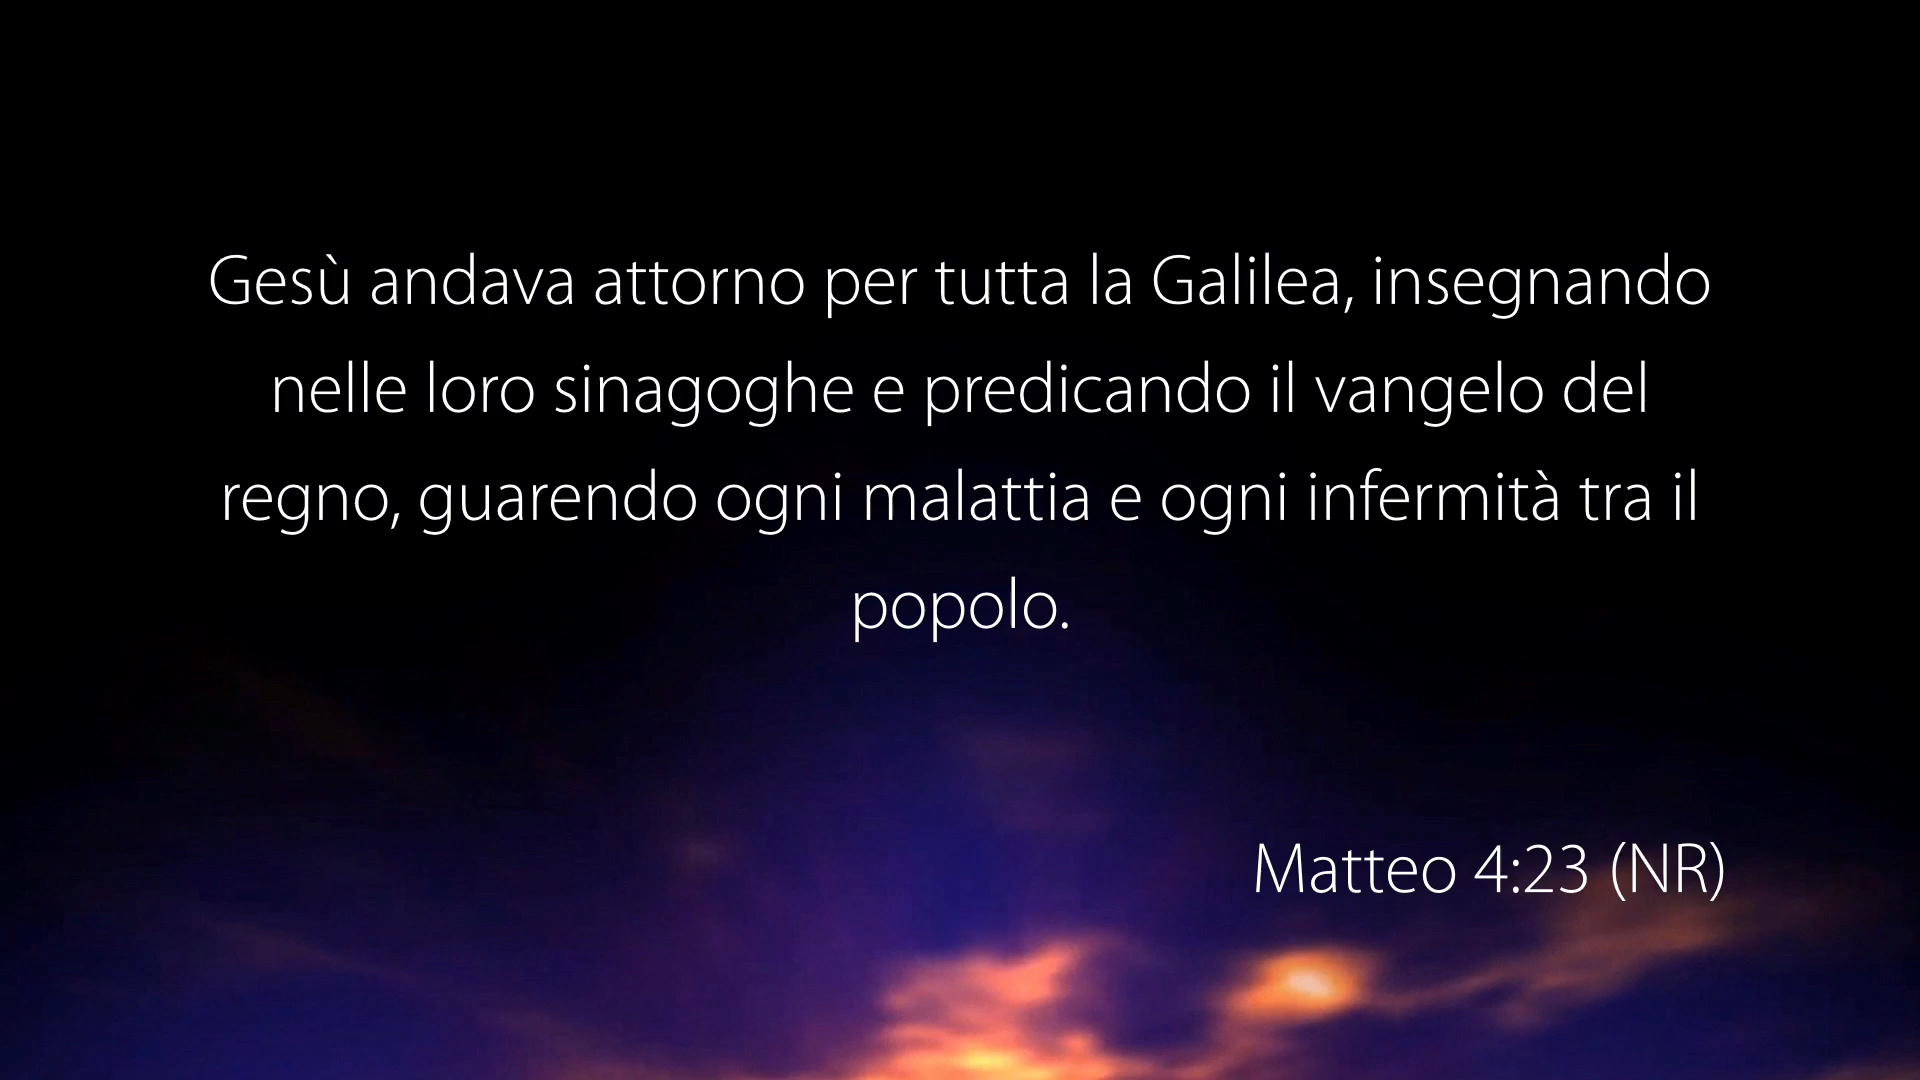 Gesù andava attorno per tutta la Galilea, insegnando
nelle loro sinagoghe e predicando il vangelo del
regno, guarendo ogni malattia e ogni infermità tra il
popolo.
Matteo 4:23 (NR)